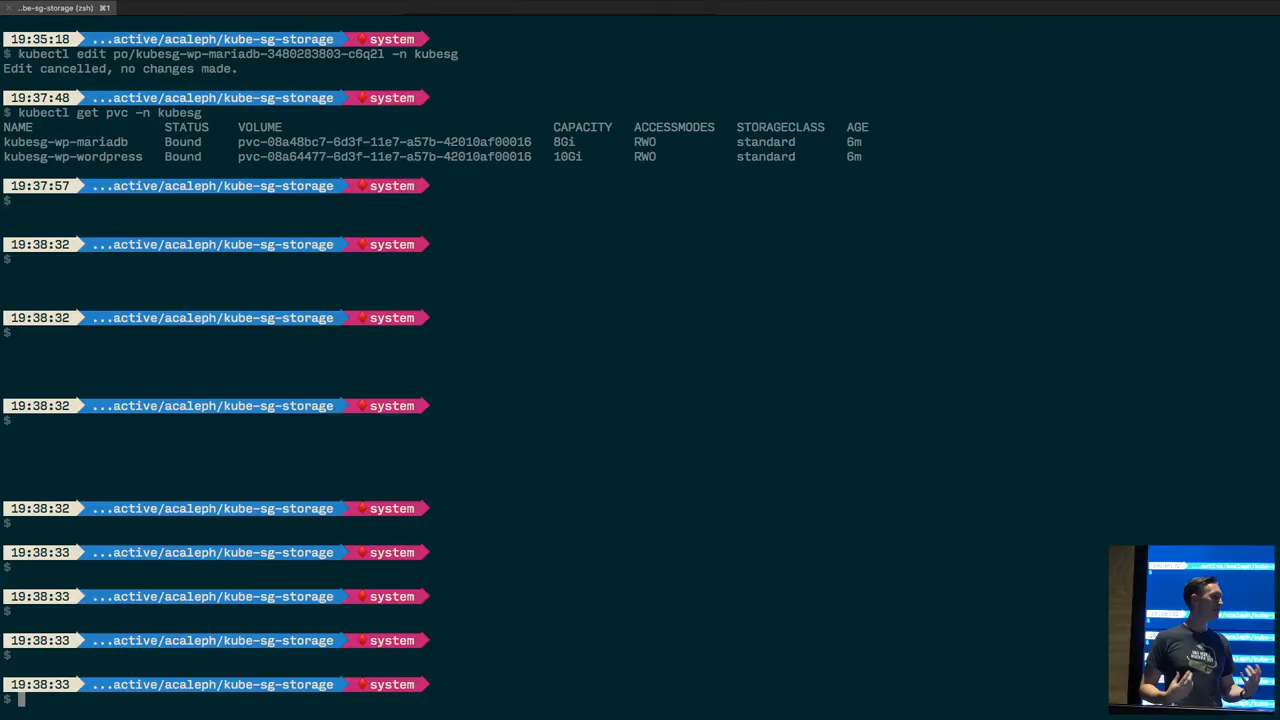 ..be-sg-storage (zsh) ⌘1
19:35:18 ...active/acaleph/kube-sg-storage system
$ kubectl edit po/kubesg-wp-mariadb-3480283803-c6q2l -n kubesg
Edit cancelled, no changes made.
19:37:48 ...active/acaleph/kube-sg-storage system
$ kubectl get pvc -n kubesg
NAME STATUS VOLUME CAPACITY ACCESSMODES STORAGECLASS AGE
kubesg-wp-mariadb Bound pvc-08a48bc7-6d3f-11e7-a57b-42010af00016 8Gi RWO standard 6m
kubesg-wp-wordpress Bound pvc-08a64477-6d3f-11e7-a57b-42010af00016 10Gi RWO standard 6m
19:37:57 ...active/acaleph/kube-sg-storage system
$
19:38:32 ...active/acaleph/kube-sg-storage system
$
19:38:32 ...active/acaleph/kube-sg-storage system
$
19:38:32 ...active/acaleph/kube-sg-storage system
$
19:38:32 ...active/acaleph/kube-sg-storage system
$
19:38:33 ...active/acaleph/kube-sg-storage system
$
19:38:33 ...active/acaleph/kube-sg-storage system
$
19:38:33 ...active/acaleph/kube-sg-storage system
$
19:38:33 ...active/acaleph/kube-sg-storage system
$